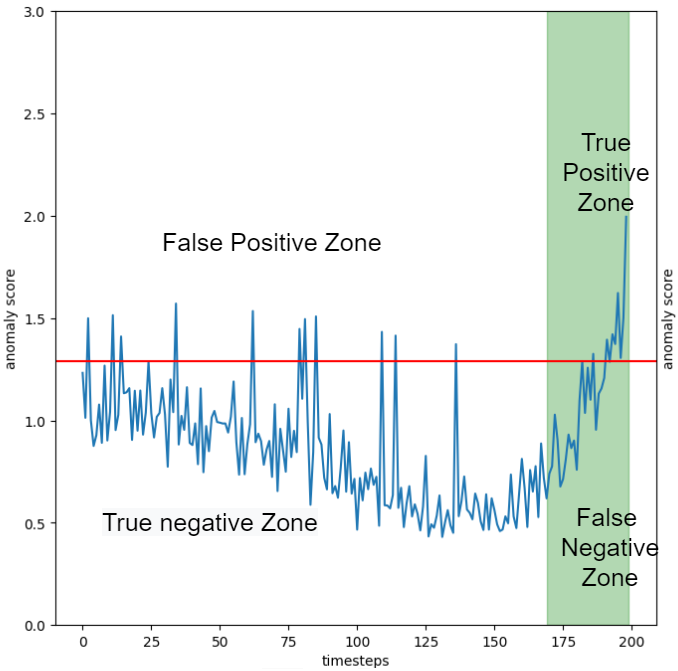 3.0
2.5
2.0
1.5
1.0
0.5
0.0
anomaly score
True
Positive
Zone
False Positive Zone
True negative Zone
False
Negative
Zone
anomaly score
0
25
50
75
100
125
150
175
200
timesteps